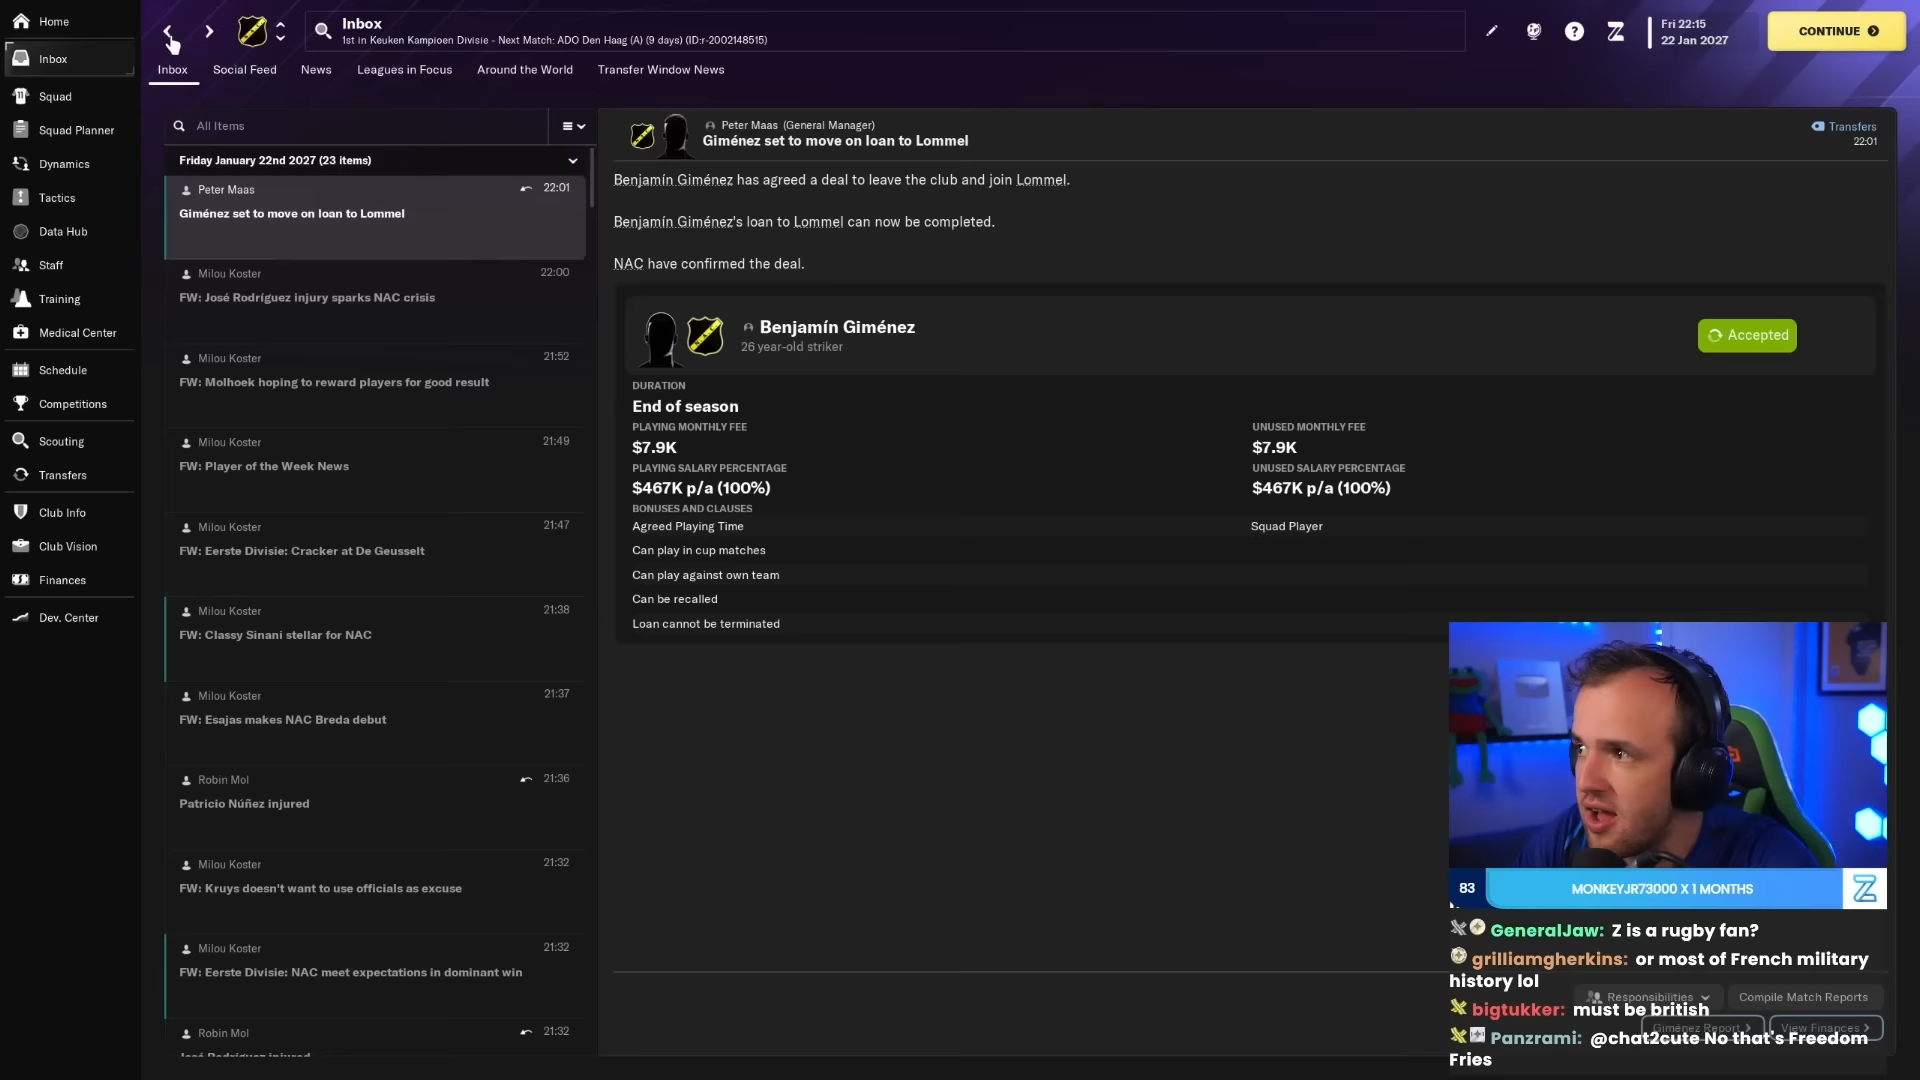 Home
Inbox
Squad
Squad Planner
Dynamics
Tactics
Data Hub
Staff
Training
Medical Center
Schedule
Competitions
Scouting
Transfers
Club Info
Club Vision
Finances
Dev. Center
Inbox
1st in Keuken Kampioen Divisie - Next Match: ADO Den Haag (A) (9 days) (ID:r-2002148515)
Fri 22:15
22 Jan 2027
CONTINUE
Inbox Social Feed News Leagues in Focus Around the World Transfer Window News
All Items
Friday January 22nd 2027 (23 items)
Peter Maas 22:01
Giménez set to move on loan to Lommel
Milou Koster 22:00
FW: José Rodríguez injury sparks NAC crisis
Milou Koster 21:52
FW: Molhoek hoping to reward players for good result
Milou Koster 21:49
FW: Player of the Week News
Milou Koster 21:47
FW: Eerste Divisie: Cracker at De Geusselt
Milou Koster 21:38
FW: Classy Sinani stellar for NAC
Milou Koster 21:37
FW: Esajas makes NAC Breda debut
Robin Mol 21:36
Patricio Núñez injured
Milou Koster 21:32
FW: Kruys doesn't want to use officials as excuse
Milou Koster 21:32
FW: Eerste Divisie: NAC meet expectations in dominant win
Robin Mol 21:32
José Rodríguez injured
Peter Maas (General Manager)
Giménez set to move on loan to Lommel
Transfers
22:01
Benjamín Giménez has agreed a deal to leave the club and join Lommel.
Benjamín Giménez's loan to Lommel can now be completed.
NAC have confirmed the deal.
Benjamín Giménez
26 year-old striker
Accepted
DURATION
End of season
PLAYING MONTHLY FEE UNUSED MONTHLY FEE
$7.9K $7.9K
PLAYING SALARY PERCENTAGE UNUSED SALARY PERCENTAGE
$467K p/a (100%) $467K p/a (100%)
BONUSES AND CLAUSES
Agreed Playing Time Squad Player
Can play in cup matches
Can play against own team
Can be recalled
Loan cannot be terminated
83 MONKEYJR73000 X 1 MONTHS Z
GeneralJaw: Z is a rugby fan?
grilliamgherkins: or most of French military
history lol
Responsibilities Compile Match Reports
bigtukker: must be british
Giménez Report View Finances
Panzrami: @chat2cute No that's Freedom
Fries